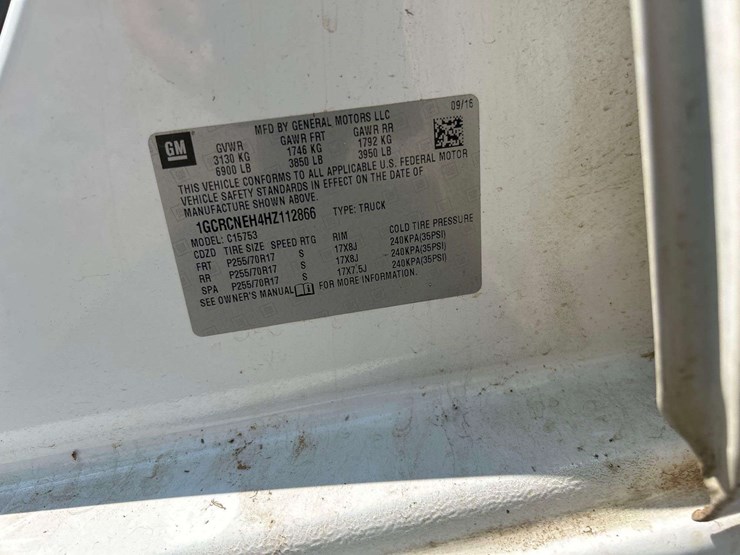 GM
MFD BY GENERAL MOTORS LLC 09/16
GVWR GAWR FRT GAWR RR
3130 KG 1746 KG 1792 KG
6900 LB 3850 LB 3950 LB
THIS VEHICLE CONFORMS TO ALL APPLICABLE U.S. FEDERAL MOTOR
VEHICLE SAFETY STANDARDS IN EFFECT ON THE DATE OF
MANUFACTURE SHOWN ABOVE.
1GCRCNEH4HZ112866 TYPE: TRUCK
MODEL: C15753
CDZD TIRE SIZE SPEED RTG RIM COLD TIRE PRESSURE
FRT P255/70R17 S 17X8J 240KPA(35PSI)
RR P255/70R17 S 17X8J 240KPA(35PSI)
SPA P255/70R17 S 17X7.5J 240KPA(35PSI)
SEE OWNER'S MANUAL FOR MORE INFORMATION.